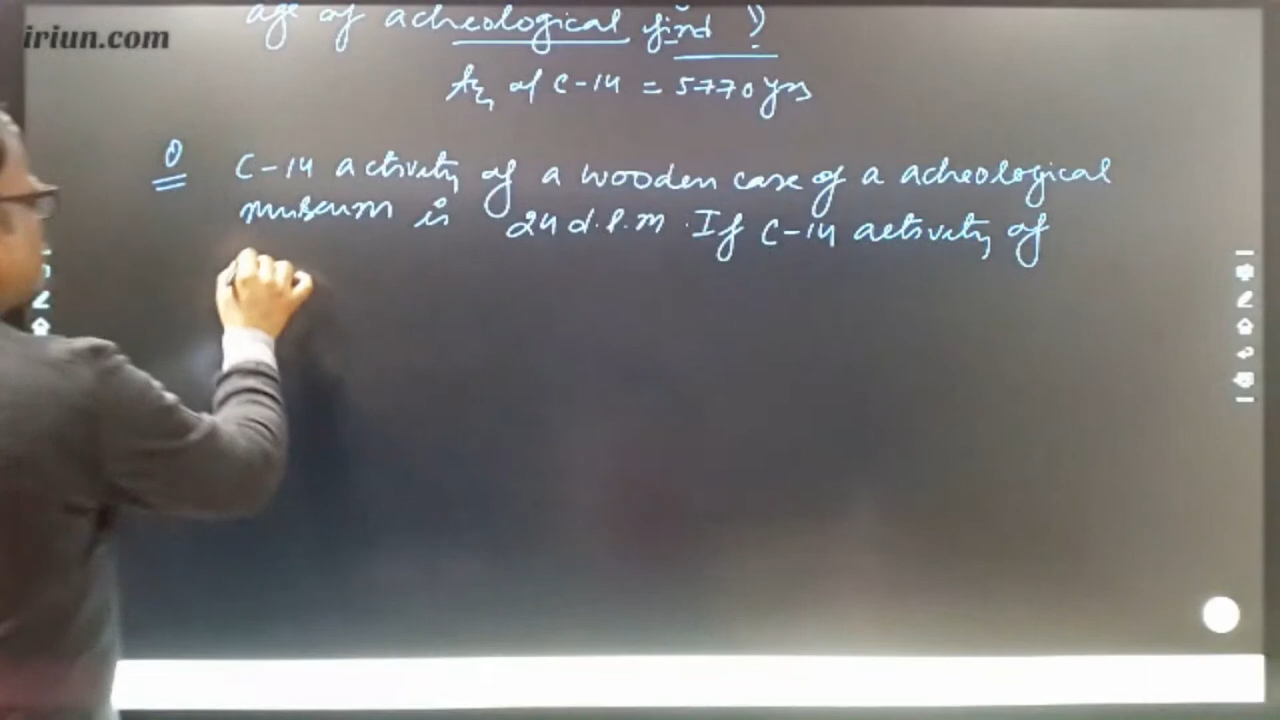 iriun.com
age of acheological find ?
t½ of C-14 = 5770 yrs
Q C-14 activity of a wooden case of a acheological
museum is 24 d.p.m. If C-14 activity of